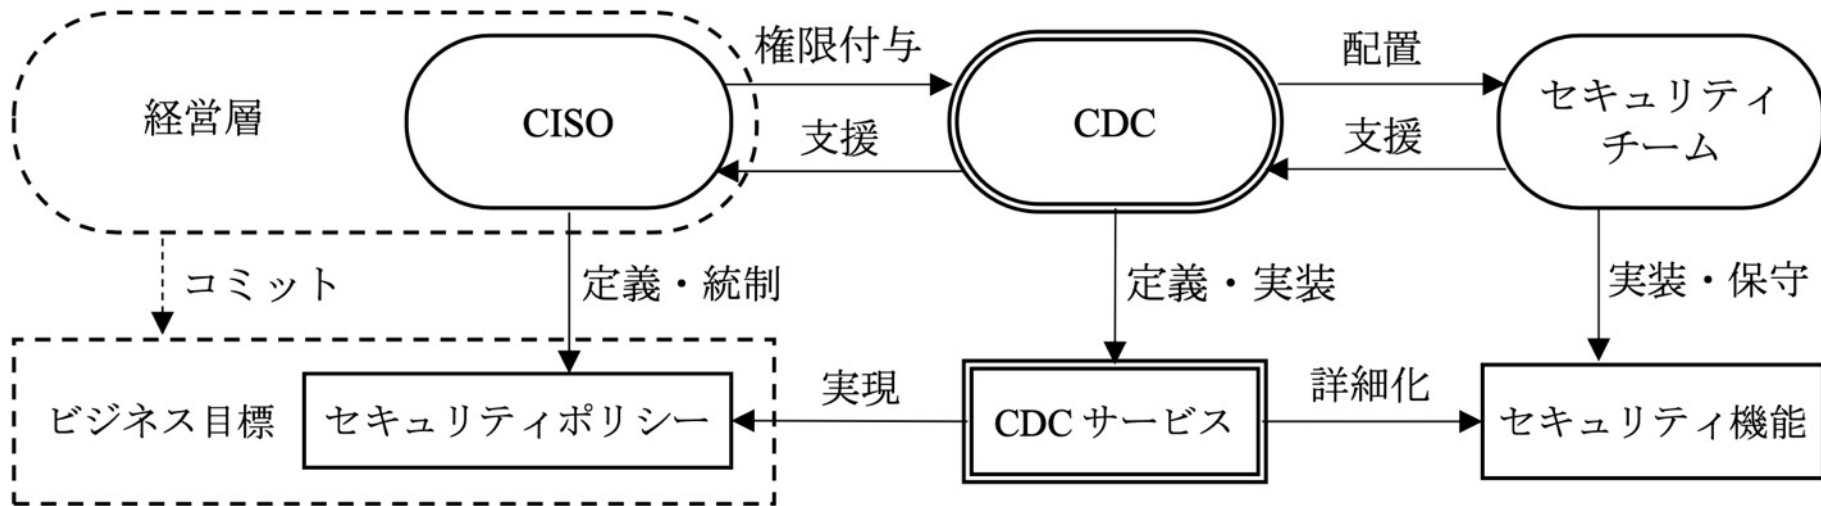 権限付与
配置
経営層
CISO
CDC
セキュリティ
チーム
支援
支援
コミット
定義・統制
定義・実装
実装・保守
ビジネス目標
セキュリティポリシー
実現
CDC サービス
詳細化
セキュリティ機能